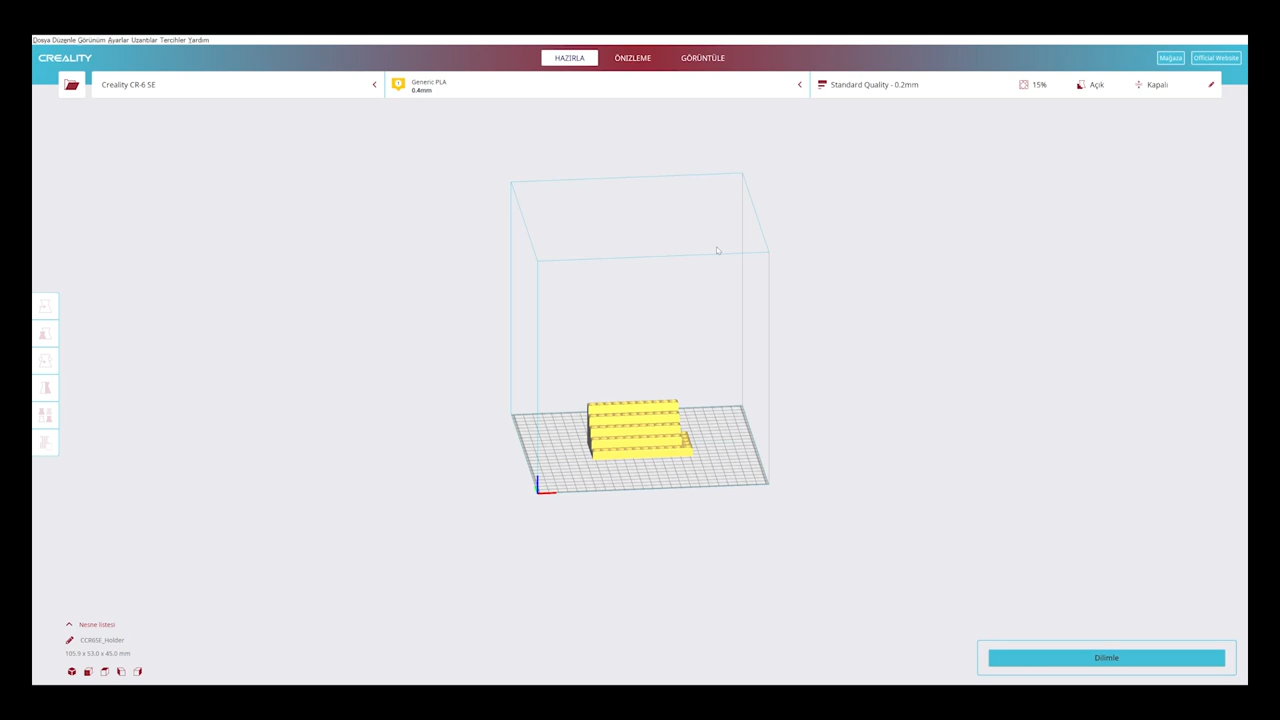 Dosya Düzenle Görünüm Ayarlar Uzantılar Tercihler Yardım
CREALITY
HAZIRLA
ÖNİZLEME
GÖRÜNTÜLE
Mağaza
Official Website
Creality CR-6 SE
Generic PLA
0.4mm
Standard Quality - 0.2mm
15%
Açık
Kapalı
Nesne listesi
CCR6SE_Holder
105.9 x 53.0 x 45.0 mm
Dilimle